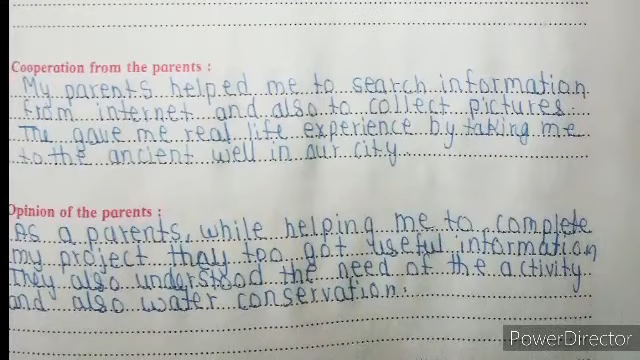 Cooperation from the parents :
My parents helped me to search information
from internet and also to collect pictures.
The gave me real life experience by taking me
to the ancient well in our city.
Opinion of the parents :
As a parents, while helping me to complete
my project thay too got useful information
They also understood the need of the activity
and also water conservation.
PowerDirector